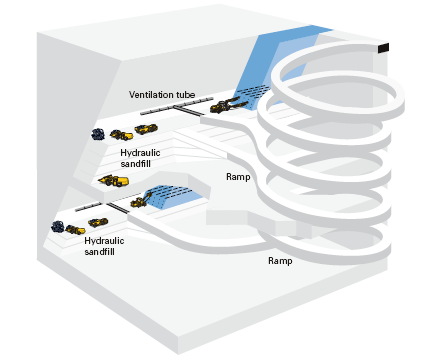 Ventilation tube
Hydraulic
sandfill
Ramp
Hydraulic
sandfill
Ramp